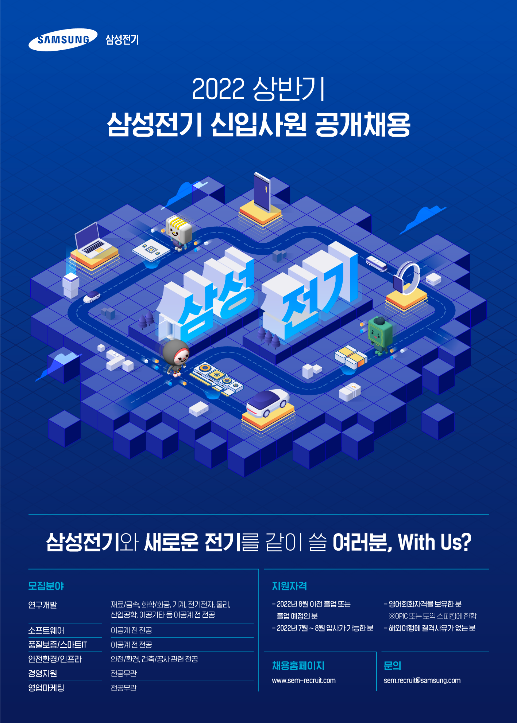 SAMSUNG 삼성전기
2022 상반기
삼성전기 신입사원 공개채용
삼성 전기
삼성전기와 새로운 전기를 같이 쓸 여러분, With Us?
모집분야
연구개발 재료/금속, 화학/화공, 기계, 전기전자, 물리,
산업공학, 이공기타 등 이공계 전 전공
소프트웨어 이공계 전 전공
품질보증/스마트IT 이공계 전 전공
안전환경/인프라 안전/환경, 건축/공사 관련 전공
경영지원 전공무관
영업마케팅 전공무관
지원자격
- 2022년 8월 이전 졸업 또는
졸업 예정인 분
- 2022년 7월 ~ 8월 입사가 가능한 분
- 영어회화자격을 보유한 분
※OPIC 또는 토익 스피킹에 한함
- 해외여행에 결격사유가 없는 분
채용홈페이지
www.sem-recruit.com
문의
sem.recruit@samsung.com